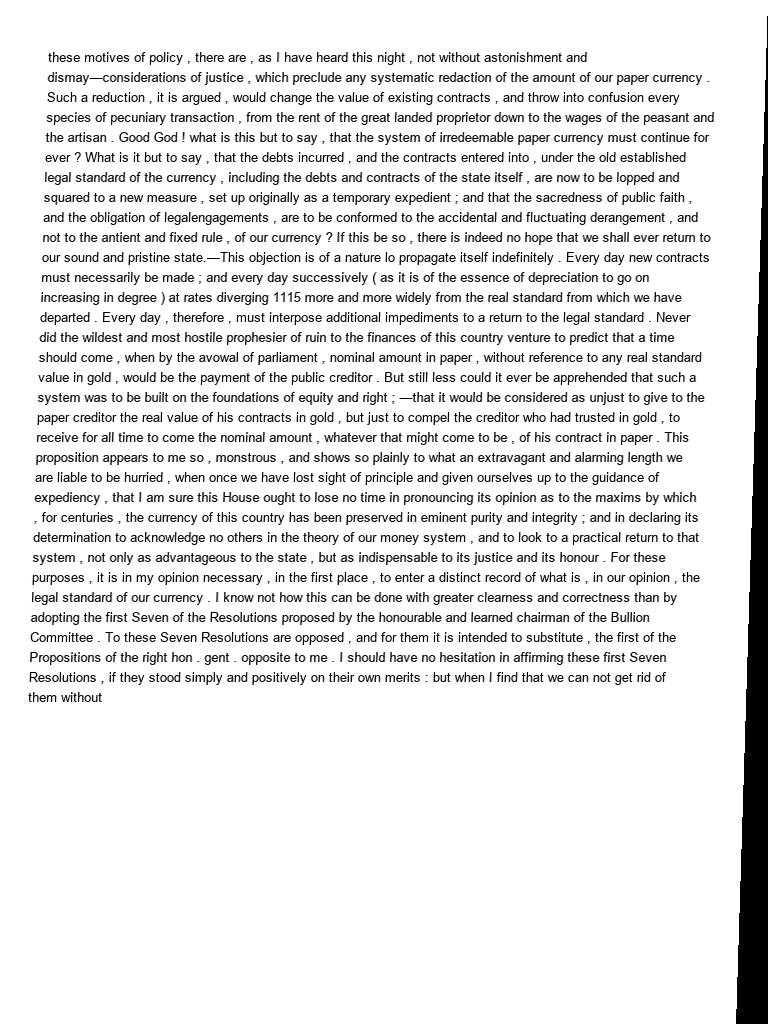 these motives of policy , there are , as I have heard this night , not without astonishment and
dismay—considerations of justice , which preclude any systematic redaction of the amount of our paper currency .
Such a reduction , it is argued , would change the value of existing contracts , and throw into confusion every
species of pecuniary transaction , from the rent of the great landed proprietor down to the wages of the peasant and
the artisan . Good God ! what is this but to say , that the system of irredeemable paper currency must continue for
ever ? What is it but to say , that the debts incurred , and the contracts entered into , under the old established
legal standard of the currency , including the debts and contracts of the state itself , are now to be lopped and
squared to a new measure , set up originally as a temporary expedient ; and that the sacredness of public faith ,
and the obligation of legalengagements , are to be conformed to the accidental and fluctuating derangement , and
not to the antient and fixed rule , of our currency ? If this be so , there is indeed no hope that we shall ever return to
our sound and pristine state.—This objection is of a nature lo propagate itself indefinitely . Every day new contracts
must necessarily be made ; and every day successively ( as it is of the essence of depreciation to go on
increasing in degree ) at rates diverging 1115 more and more widely from the real standard from which we have
departed . Every day , therefore , must interpose additional impediments to a return to the legal standard . Never
did the wildest and most hostile prophesier of ruin to the finances of this country venture to predict that a time
should come , when by the avowal of parliament , nominal amount in paper , without reference to any real standard
value in gold , would be the payment of the public creditor . But still less could it ever be apprehended that such a
system was to be built on the foundations of equity and right ; —that it would be considered as unjust to give to the
paper creditor the real value of his contracts in gold , but just to compel the creditor who had trusted in gold , to
receive for all time to come the nominal amount , whatever that might come to be , of his contract in paper . This
proposition appears to me so , monstrous , and shows so plainly to what an extravagant and alarming length we
are liable to be hurried , when once we have lost sight of principle and given ourselves up to the guidance of
expediency , that I am sure this House ought to lose no time in pronouncing its opinion as to the maxims by which
, for centuries , the currency of this country has been preserved in eminent purity and integrity ; and in declaring its
determination to acknowledge no others in the theory of our money system , and to look to a practical return to that
system , not only as advantageous to the state , but as indispensable to its justice and its honour . For these
purposes , it is in my opinion necessary , in the first place , to enter a distinct record of what is , in our opinion , the
legal standard of our currency . I know not how this can be done with greater clearness and correctness than by
adopting the first Seven of the Resolutions proposed by the honourable and learned chairman of the Bullion
Committee . To these Seven Resolutions are opposed , and for them it is intended to substitute , the first of the
Propositions of the right hon . gent . opposite to me . I should have no hesitation in affirming these first Seven
Resolutions , if they stood simply and positively on their own merits : but when I find that we can not get rid of
them without